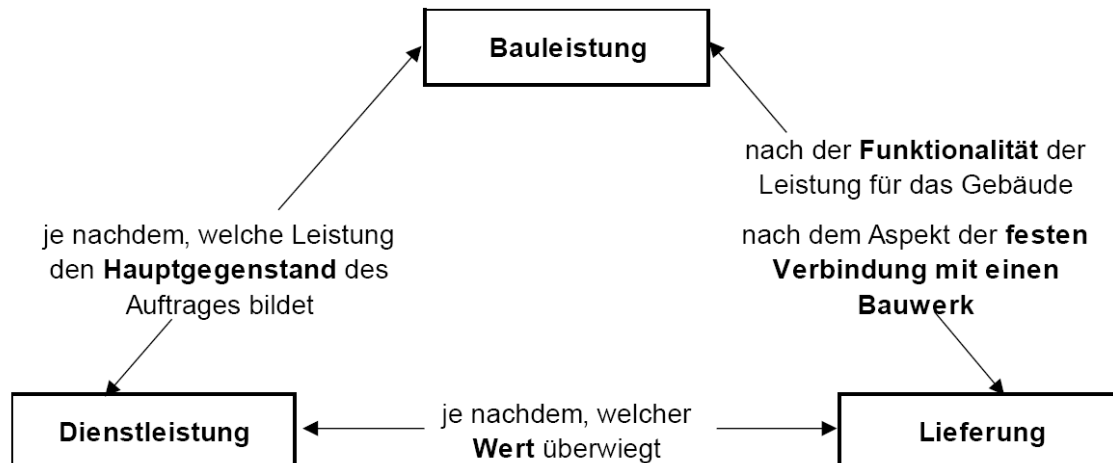 Bauleistung
nach der Funktionalität der
Leistung für das Gebäude
je nachdem, welche Leistung
den Hauptgegenstand des
Auftrages bildet
nach dem Aspekt der festen
Verbindung mit einen
Bauwerk
Dienstleistung
je nachdem, welcher
Wert überwiegt
Lieferung